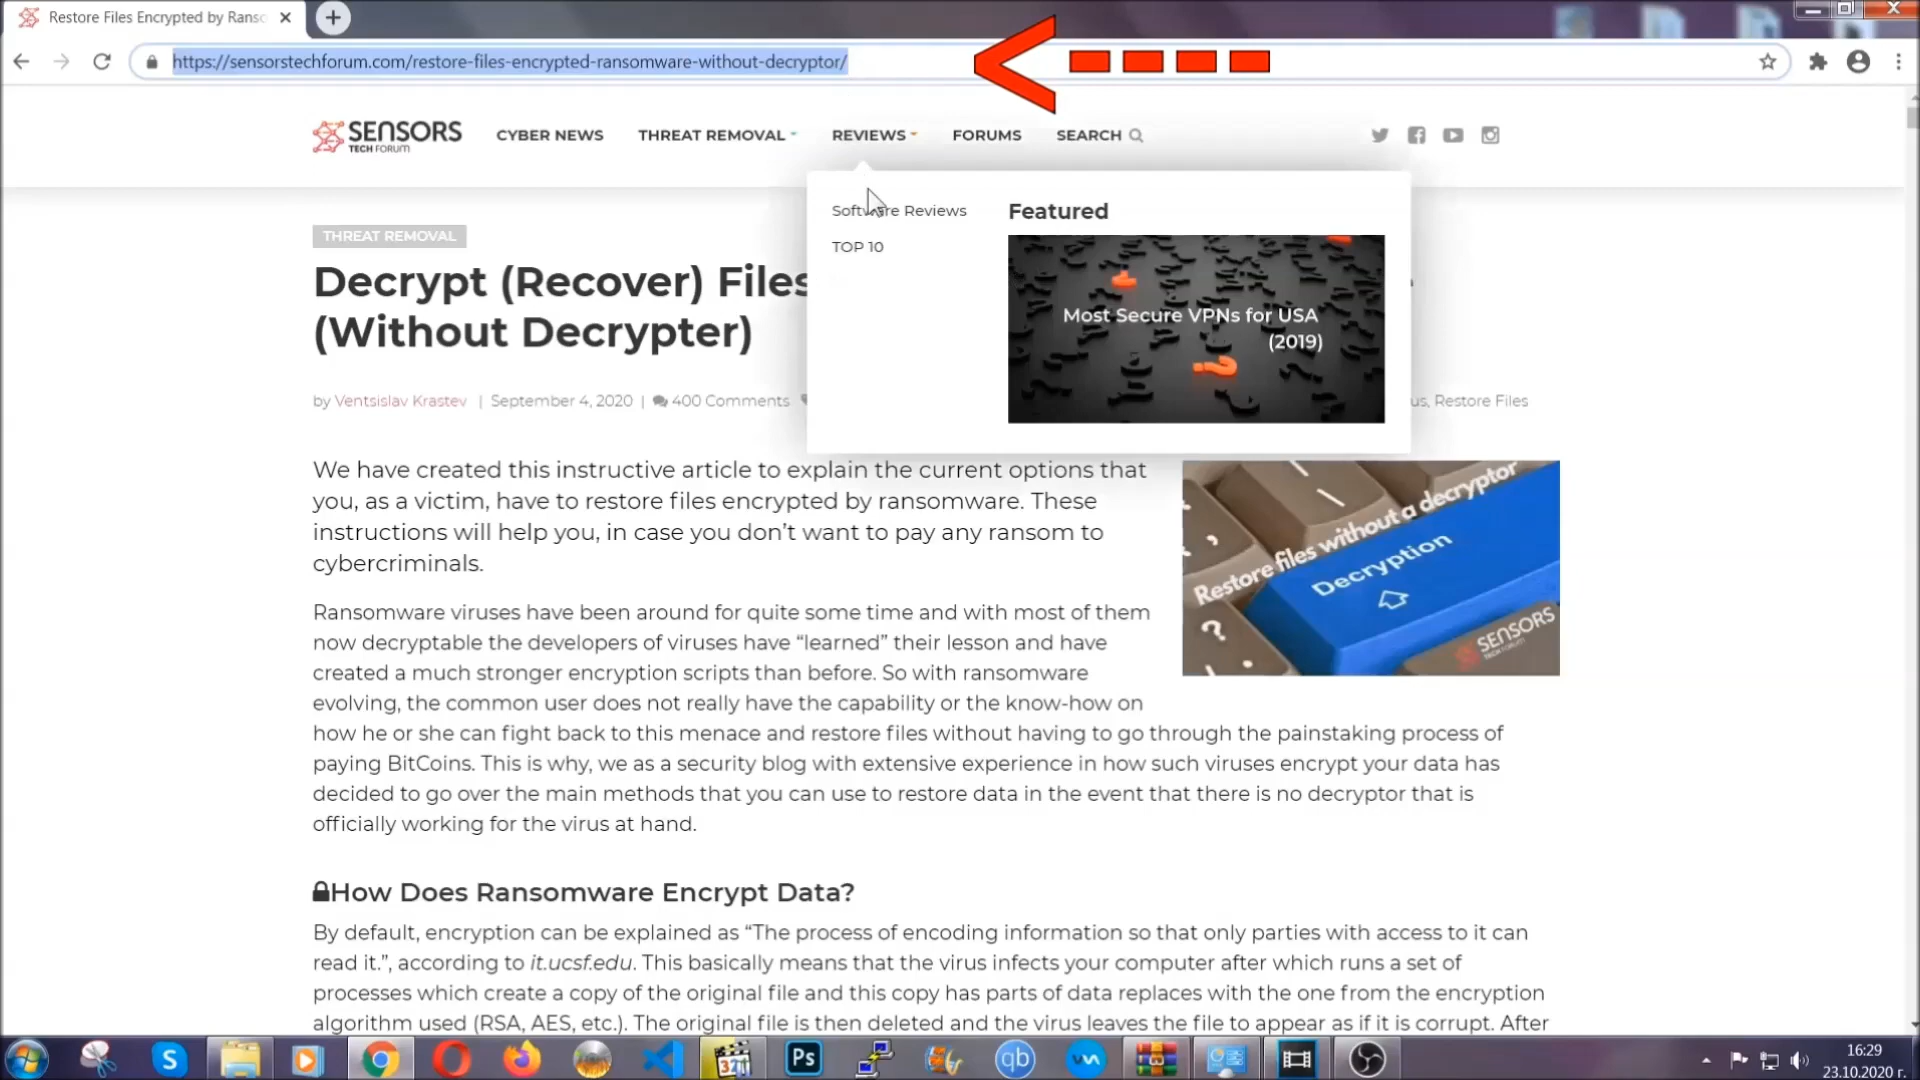 Restore Files Encrypted by Ranso
https://sensorstechforum.com/restore-files-encrypted-ransomware-without-decryptor/
SENSORS
TECH FORUM
CYBER NEWS THREAT REMOVAL REVIEWS FORUMS SEARCH
Software Reviews
TOP 10
Featured
Most Secure VPNs for USA
(2019)
THREAT REMOVAL
Decrypt (Recover) Files
(Without Decrypter)
by Ventsislav Krastev | September 4, 2020 | 400 Comments
us, Restore Files
We have created this instructive article to explain the current options that
you, as a victim, have to restore files encrypted by ransomware. These
instructions will help you, in case you don’t want to pay any ransom to
cybercriminals.
Restore files without a decryptor
Decryption
SENSORS
TECH FORUM
Ransomware viruses have been around for quite some time and with most of them
now decryptable the developers of viruses have “learned” their lesson and have
created a much stronger encryption scripts than before. So with ransomware
evolving, the common user does not really have the capability or the know-how on
how he or she can fight back to this menace and restore files without having to go through the painstaking process of
paying BitCoins. This is why, we as a security blog with extensive experience in how such viruses encrypt your data has
decided to go over the main methods that you can use to restore data in the event that there is no decryptor that is
officially working for the virus at hand.
How Does Ransomware Encrypt Data?
By default, encryption can be explained as “The process of encoding information so that only parties with access to it can
read it.”, according to it.ucsf.edu. This basically means that the virus infects your computer after which runs a set of
processes which create a copy of the original file and this copy has parts of data replaces with the one from the encryption
algorithm used (RSA, AES, etc.). The original file is then deleted and the virus leaves the file to appear as if it is corrupt. After
S
321
Ps
qb
16:29
23.10.2020 г.